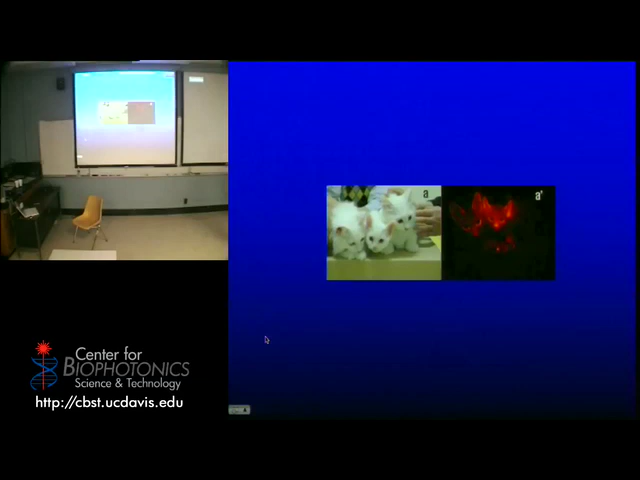 a
a'
Center for
BIOPHOTONICS
Science & Technology
http://cbst.ucdavis.edu